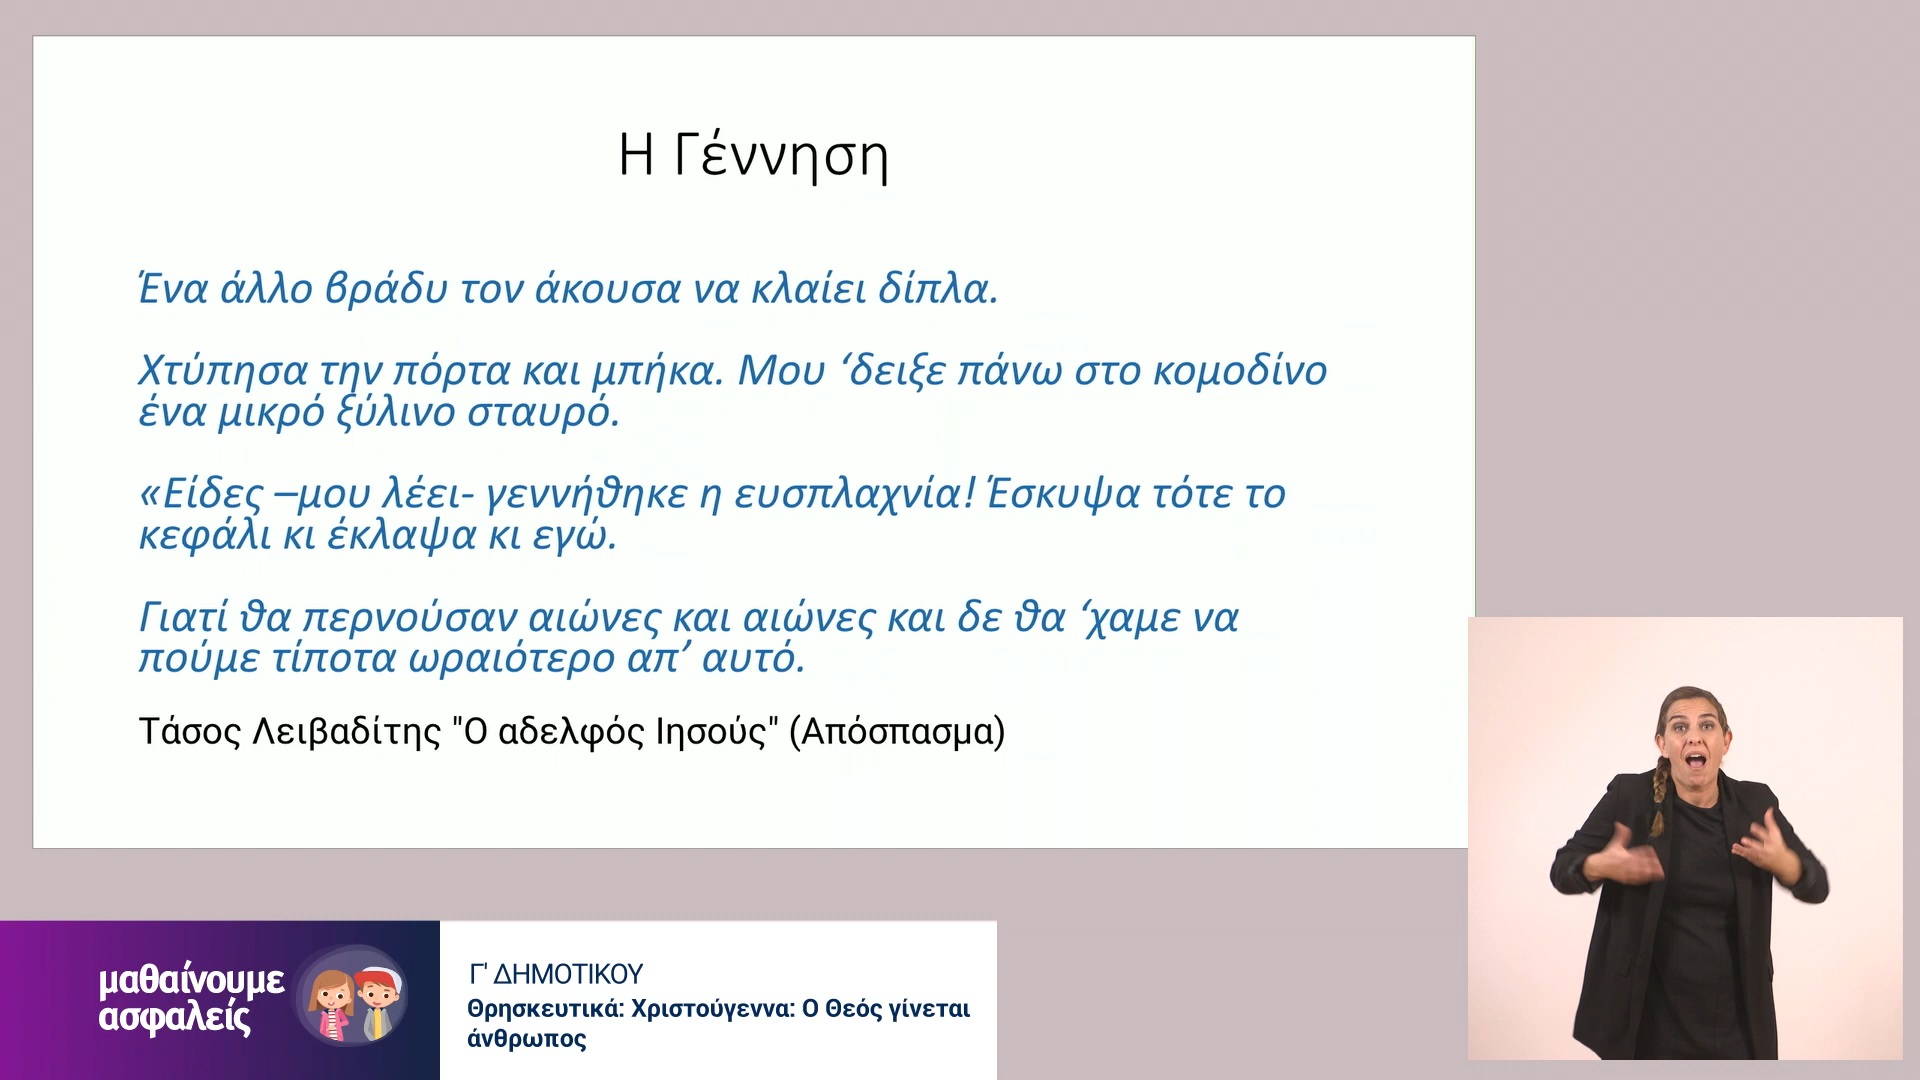 Η Γέννηση
Ένα άλλο βράδυ τον άκουσα να κλαίει δίπλα.
Χτύπησα την πόρτα και μπήκα. Μου ‘δειξε πάνω στο κομοδίνο
ένα μικρό ξύλινο σταυρό.
«Είδες –μου λέει- γεννήθηκε η ευσπλαχνία! Έσκυψα τότε το
κεφάλι κι έκλαψα κι εγώ.
Γιατί θα περνούσαν αιώνες και αιώνες και δε θα ‘χαμε να
πούμε τίποτα ωραιότερο απ’ αυτό.
Τάσος Λειβαδίτης "Ο αδελφός Ιησούς" (Απόσπασμα)
μαθαίνουμε
ασφαλείς
Γ' ΔΗΜΟΤΙΚΟΥ
Θρησκευτικά: Χριστούγεννα: Ο Θεός γίνεται
άνθρωπος